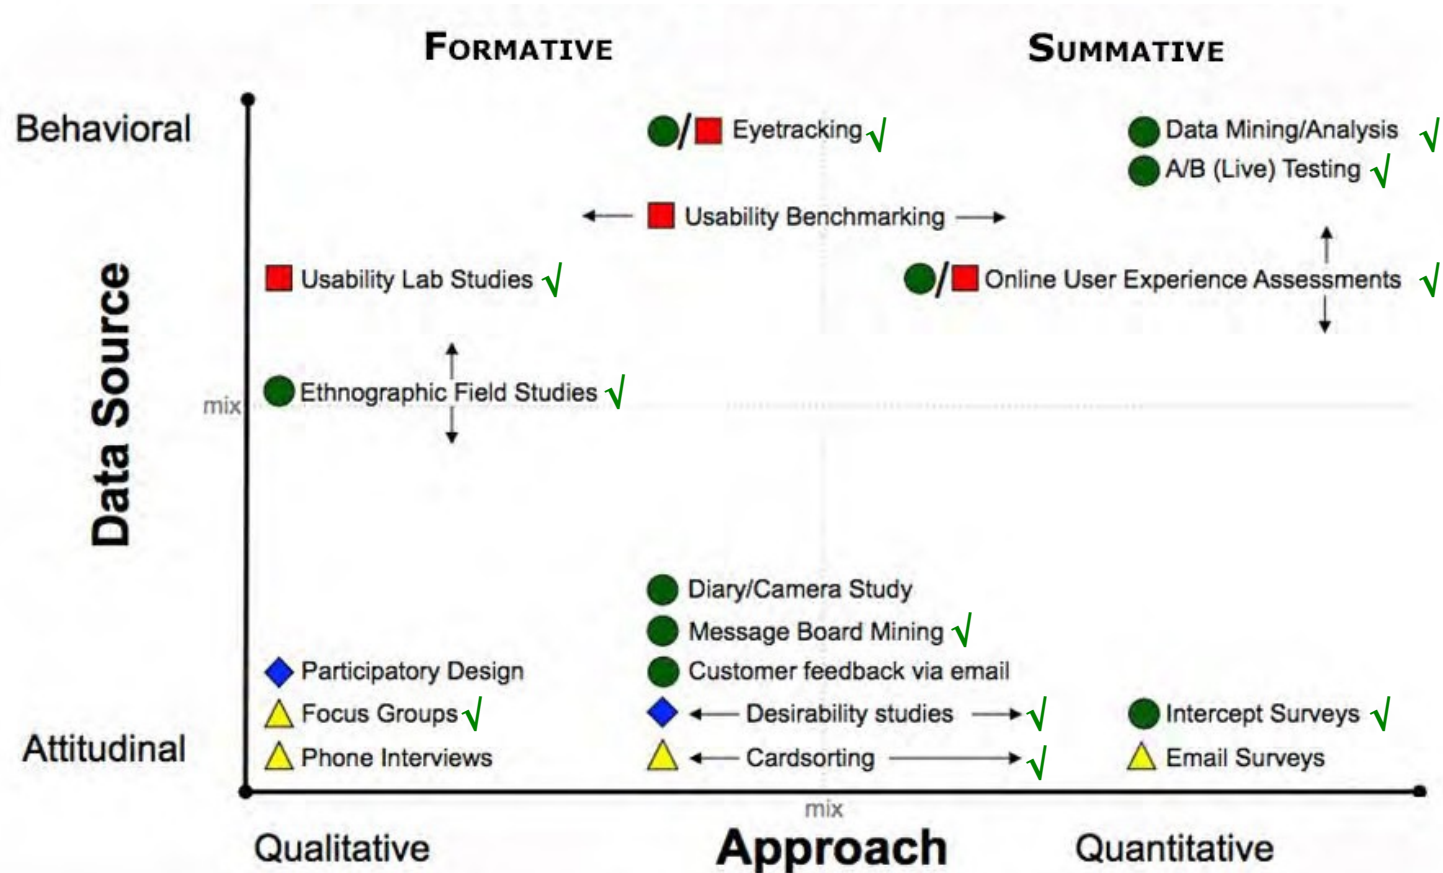 FORMATIVE
SUMMATIVE
Behavioral
/ Eyetracking √
Data Mining/Analysis √
A/B (Live) Testing √
Usability Benchmarking
Usability Lab Studies √
/ Online User Experience Assessments √
Data Source
Ethnographic Field Studies √
mix
Diary/Camera Study
Message Board Mining √
Participatory Design
Customer feedback via email
Focus Groups √
Desirability studies √
Intercept Surveys √
Attitudinal
Phone Interviews
Cardsorting √
Email Surveys
mix
Qualitative
Approach
Quantitative